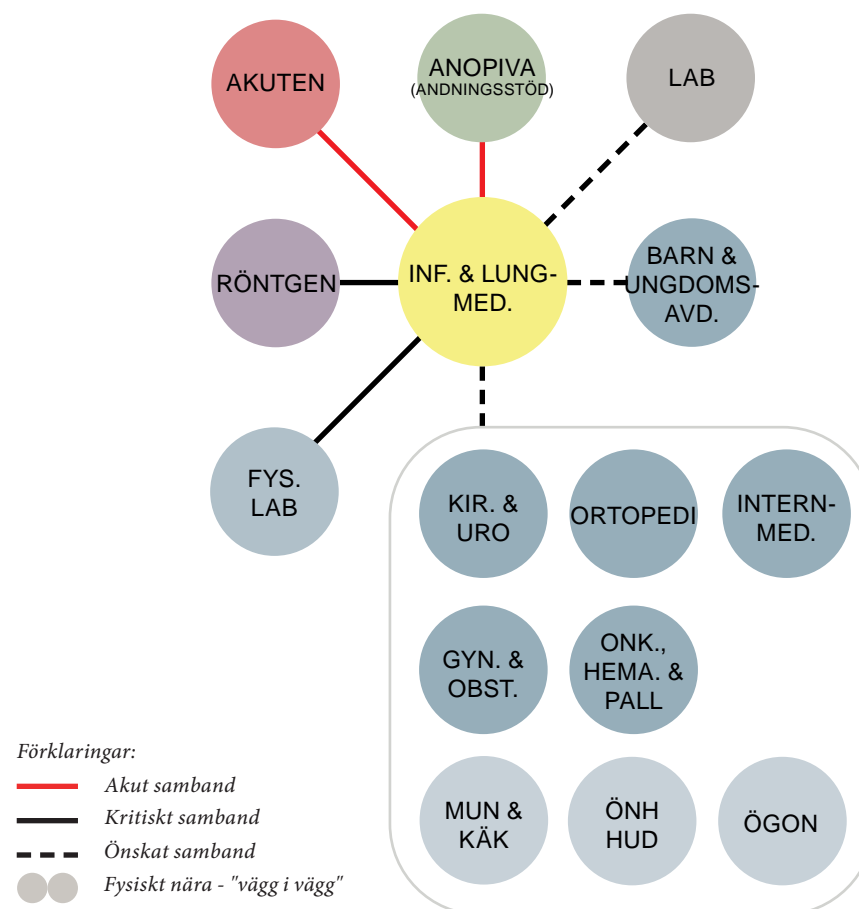 AKUTEN
ANOPIVA
(ANDNINGSSTÖD)
LAB
RÖNTGEN
INF. & LUNG-
MED.
BARN &
UNGDOMS-
AVD.
FYS.
LAB
KIR. &
URO
ORTOPEDI
INTERN-
MED.
GYN. &
OBST.
ONK.,
HEMA. &
PALL
MUN &
KÄK
ÖNH
HUD
ÖGON
Förklaringar:
Akut samband
Kritiskt samband
Önskat samband
Fysiskt nära - "vägg i vägg"